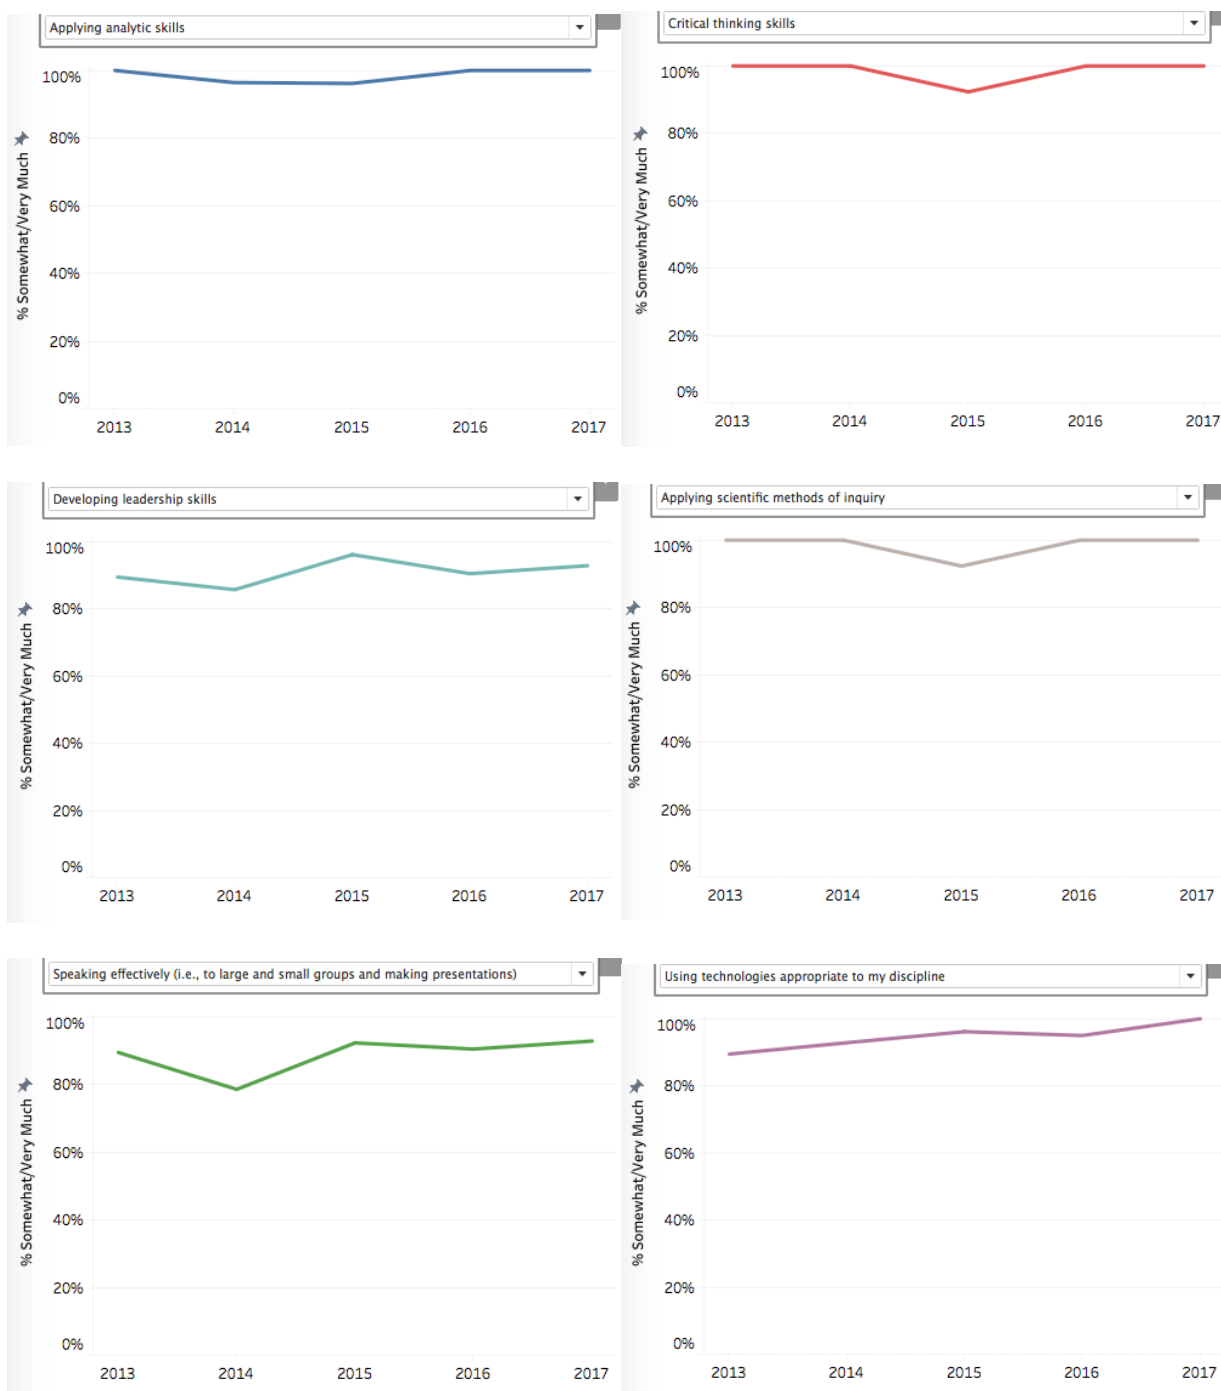 Applying analytic skills
100%
80%
60%
40%
20%
0%
% Somewhat/Very Much
2013 2014 2015 2016 2017
Critical thinking skills
100%
80%
60%
40%
20%
0%
% Somewhat/Very Much
2013 2014 2015 2016 2017
Developing leadership skills
100%
80%
60%
40%
20%
0%
% Somewhat/Very Much
2013 2014 2015 2016 2017
Applying scientific methods of inquiry
100%
80%
60%
40%
20%
0%
% Somewhat/Very Much
2013 2014 2015 2016 2017
Speaking effectively (i.e., to large and small groups and making presentations)
100%
80%
60%
40%
20%
0%
% Somewhat/Very Much
2013 2014 2015 2016 2017
Using technologies appropriate to my discipline
100%
80%
60%
40%
20%
0%
% Somewhat/Very Much
2013 2014 2015 2016 2017